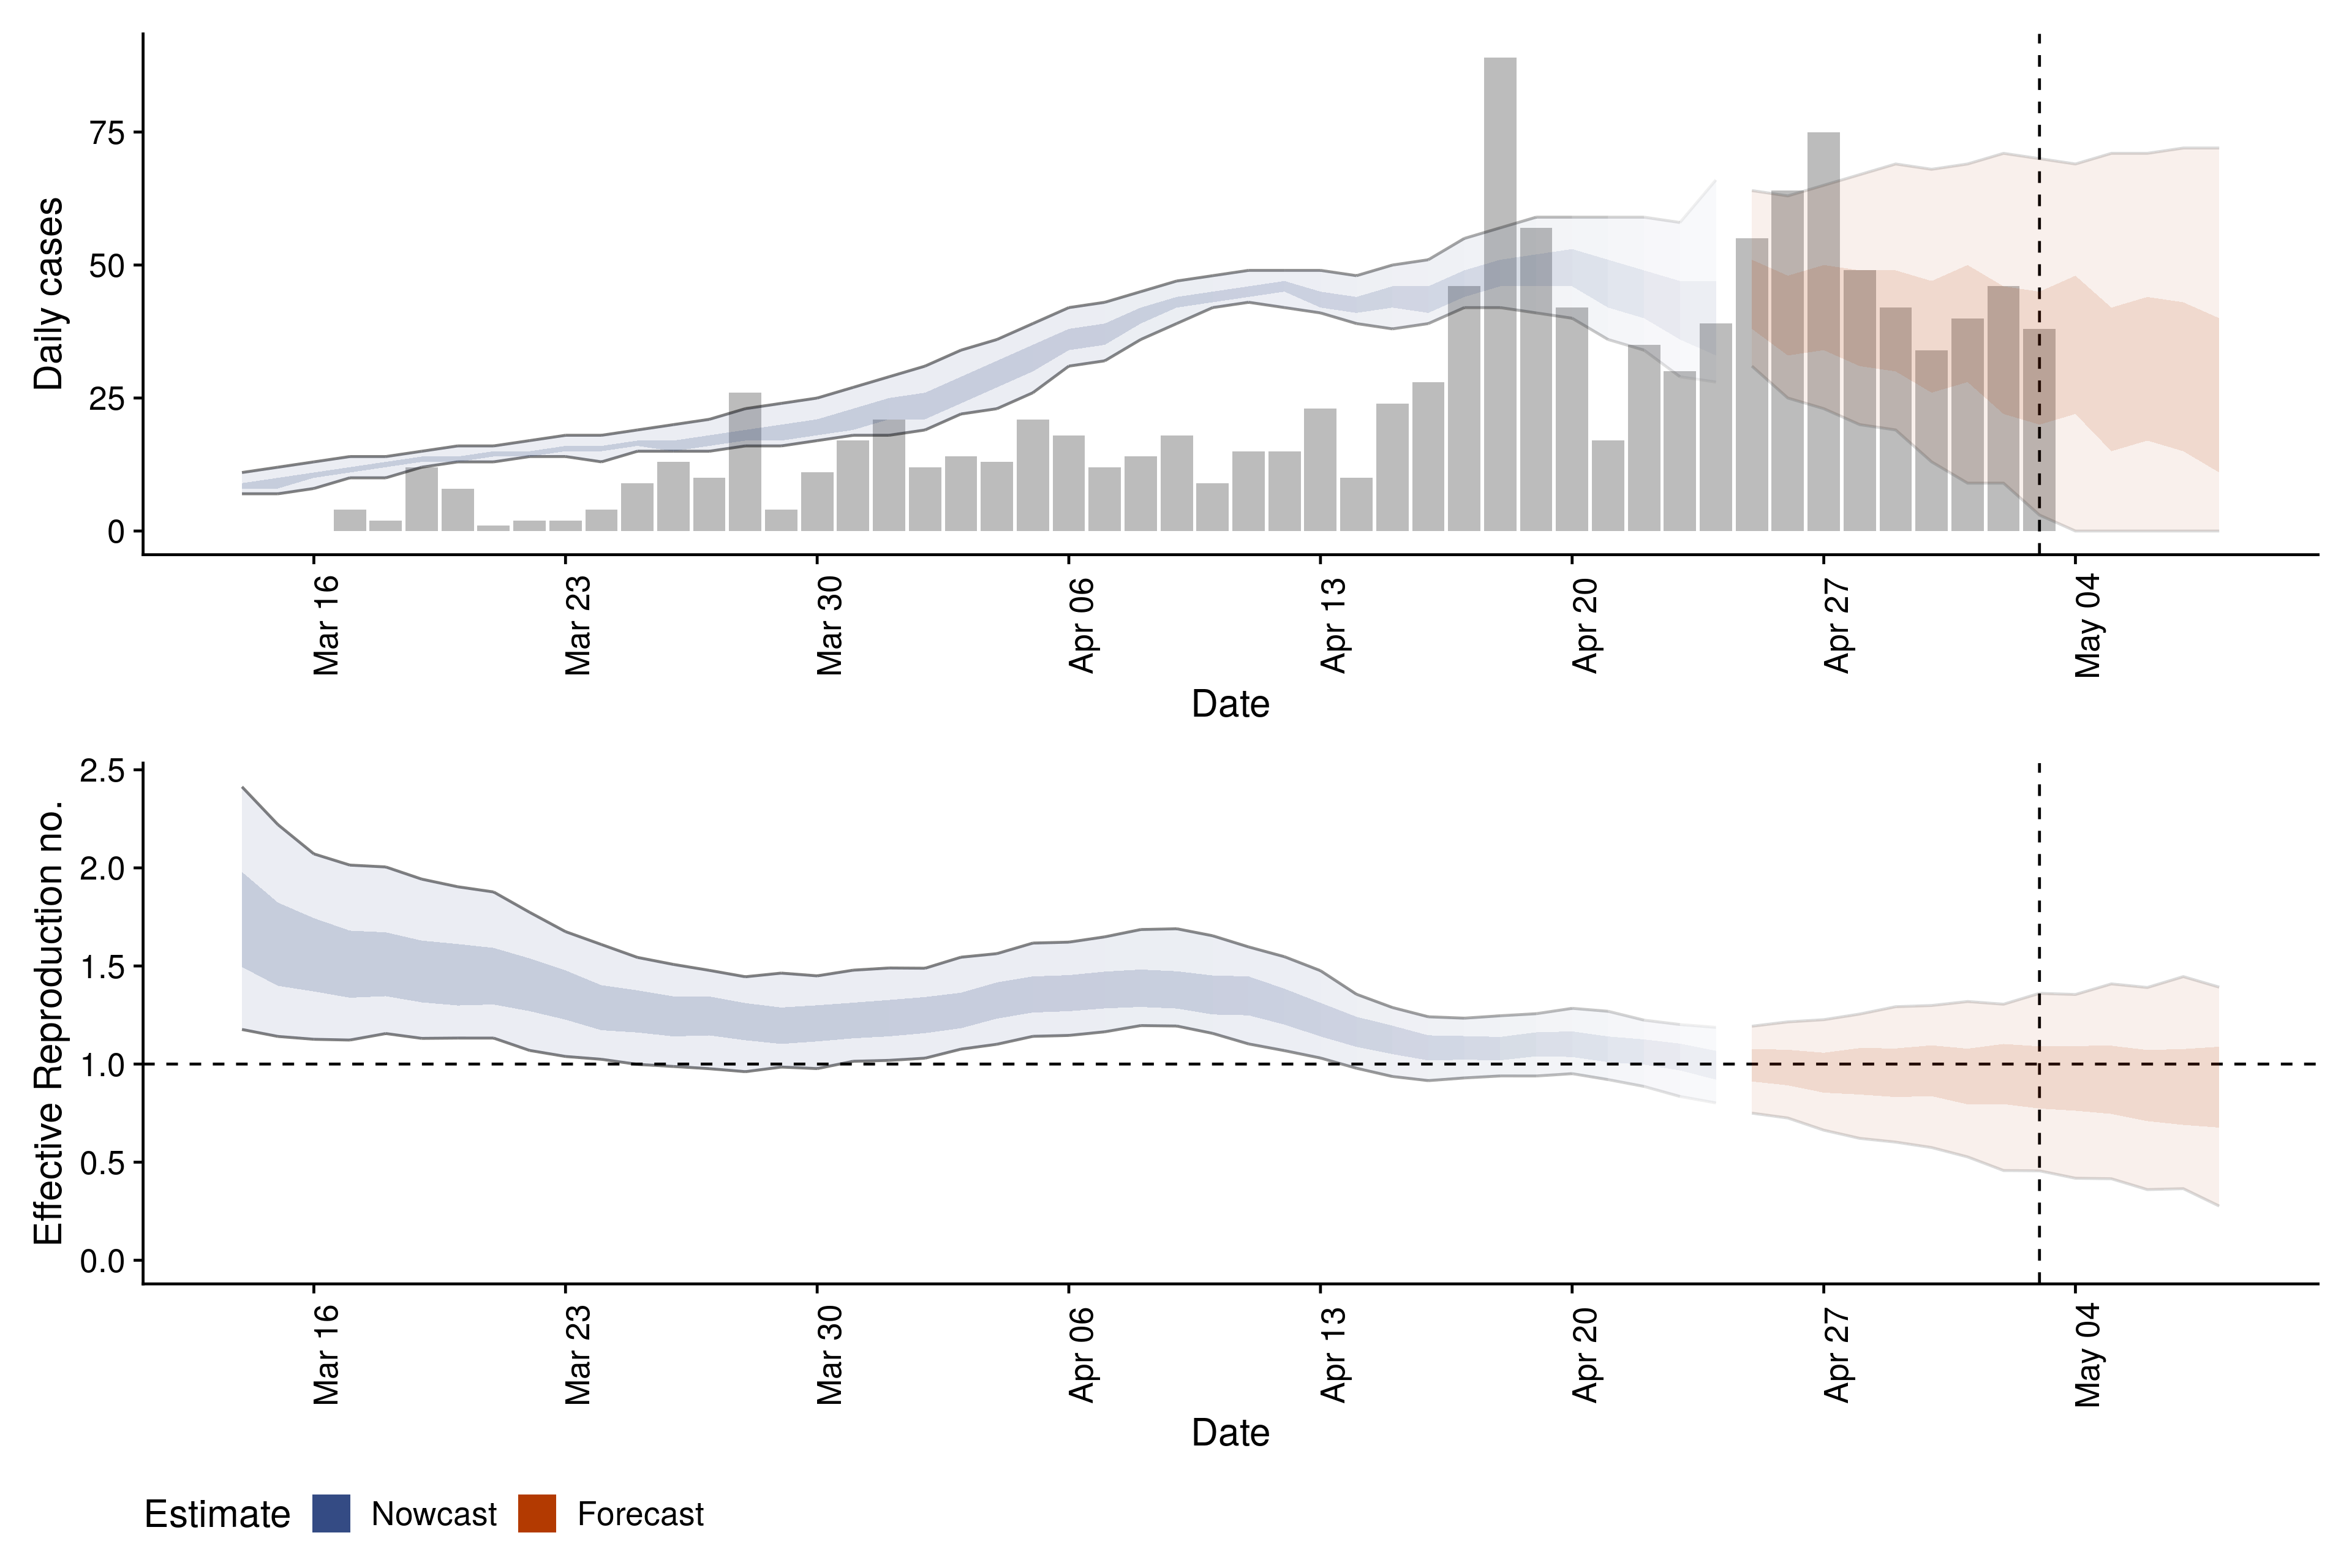 Daily cases
75
50
25
0
Mar 16
Mar 23
Mar 30
Apr 06
Apr 13
Apr 20
Apr 27
May 04
Date
Effective Reproduction no.
2.5
2.0
1.5
1.0
0.5
0.0
Mar 16
Mar 23
Mar 30
Apr 06
Apr 13
Apr 20
Apr 27
May 04
Date
Estimate Nowcast Forecast